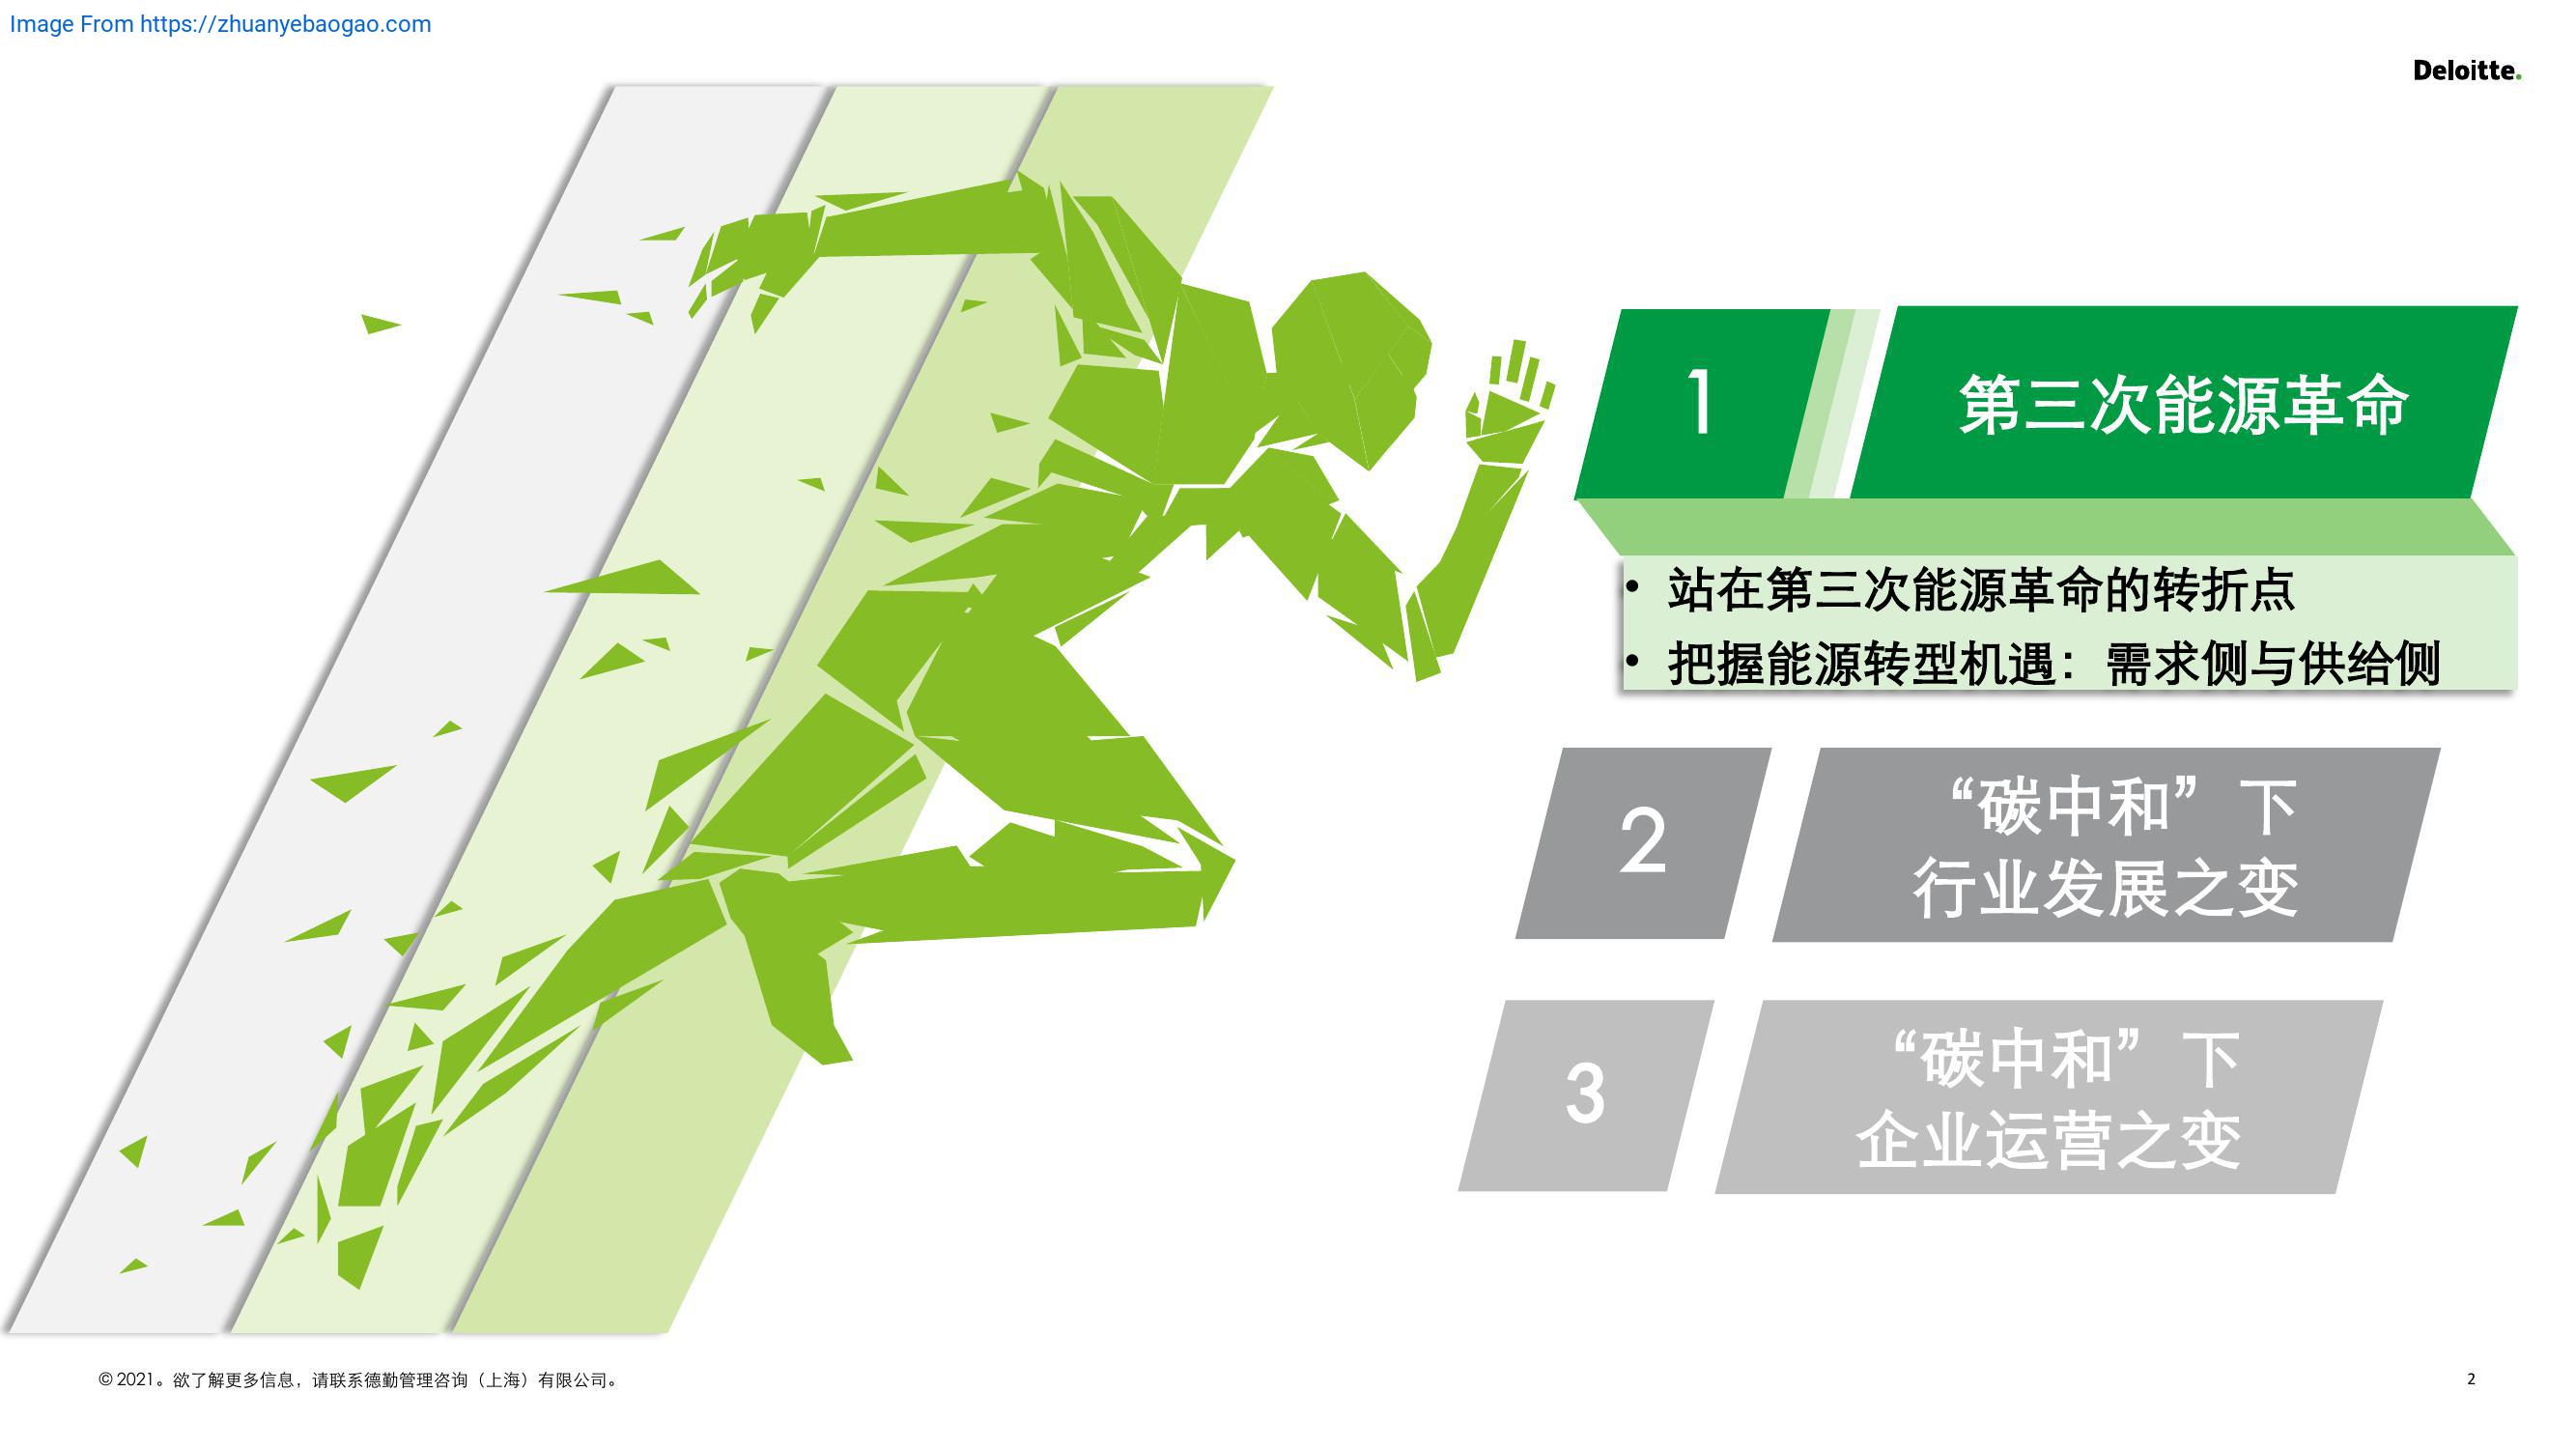 Image From https://zhuanyebaogao.com
Deloitte.
1
第三次能源革命
• 站在第三次能源革命的转折点
• 把握能源转型机遇：需求侧与供给侧
2
“碳中和”下
行业发展之变
3
“碳中和”下
企业运营之变
© 2021。欲了解更多信息，请联系德勤管理咨询（上海）有限公司。
2